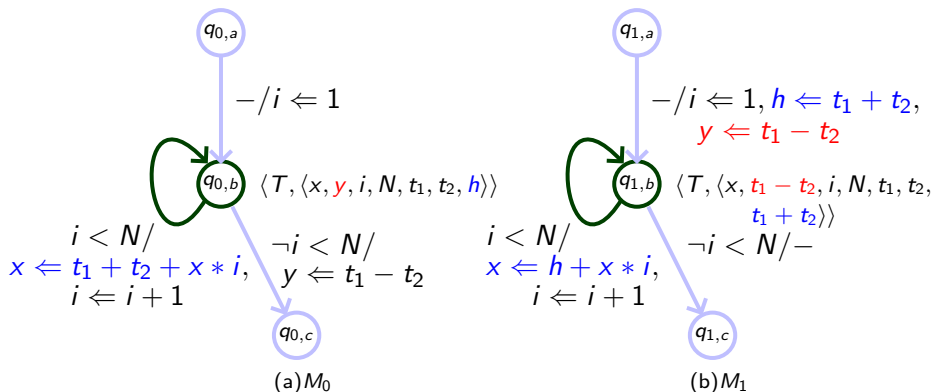 q0,a
−/i ⇐ 1
q0,b
⟨T, ⟨x, y, i, N, t1, t2, h⟩⟩
i < N/
x ⇐ t1 + t2 + x ∗ i,
i ⇐ i + 1
¬i < N/
y ⇐ t1 − t2
q0,c
(a)M0
q1,a
−/i ⇐ 1, h ⇐ t1 + t2,
y ⇐ t1 − t2
q1,b
⟨T, ⟨x, t1 − t2, i, N, t1, t2,
t1 + t2⟩⟩
i < N/
x ⇐ h + x ∗ i,
i ⇐ i + 1
¬i < N/−
q1,c
(b)M1